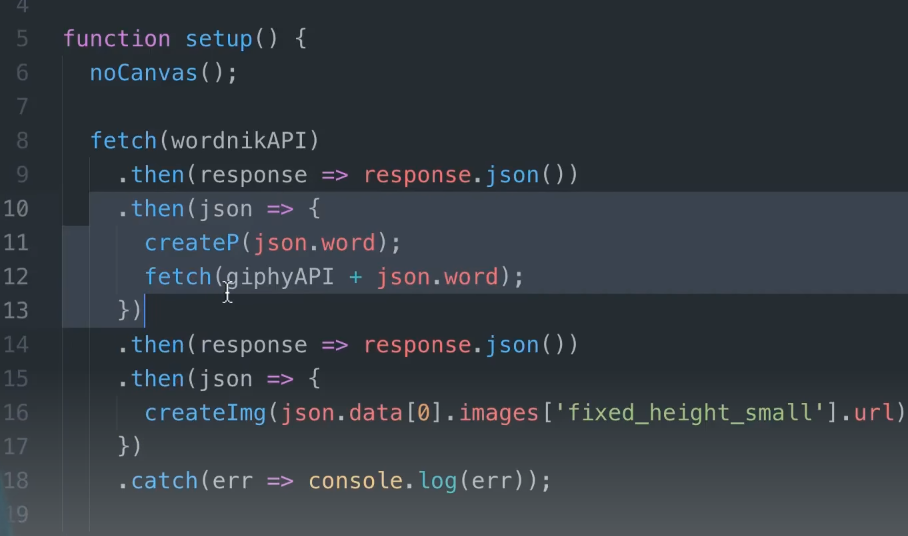 4
5 function setup() {
6 noCanvas();
7
8 fetch(wordnikAPI)
9 .then(response => response.json())
10 .then(json => {
11 createP(json.word);
12 fetch(giphyAPI + json.word);
13 })
14 .then(response => response.json())
15 .then(json => {
16 createImg(json.data[0].images['fixed_height_small'].url)
17 })
18 .catch(err => console.log(err));
19